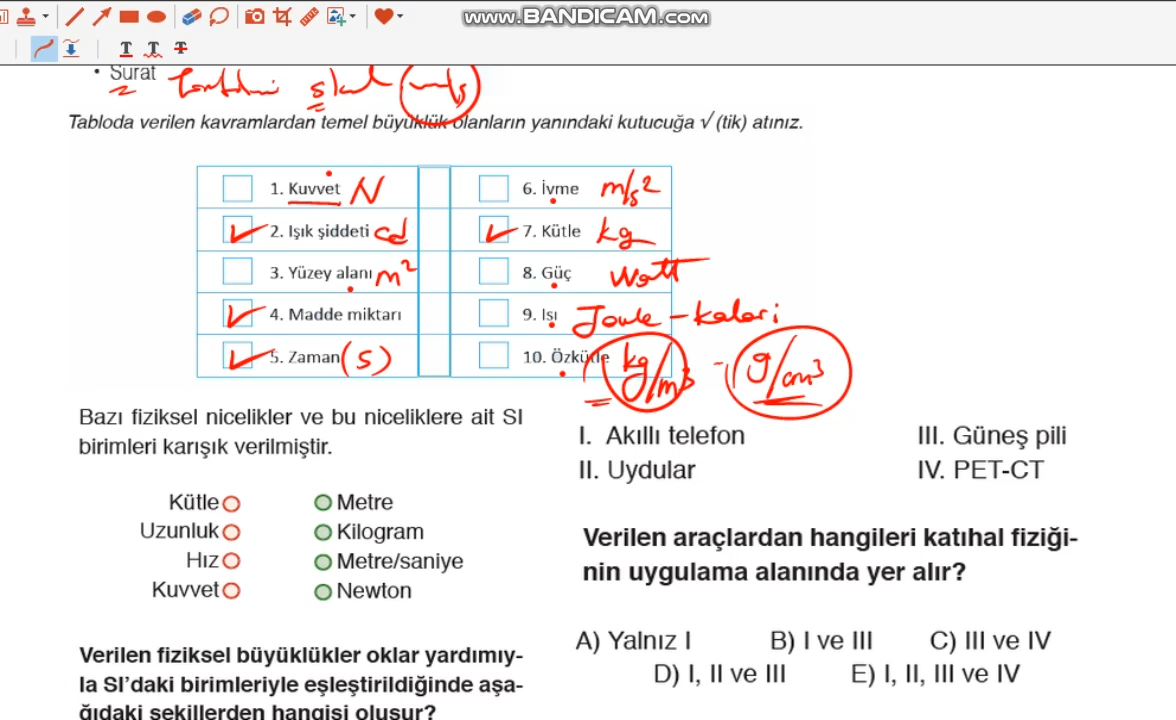 www.BANDICAM.com
• Sürat m/s
Tabloda verilen kavramlardan temel büyüklük olanların yanındaki kutucuğa √ (tik) atınız.
1. Kuvvet N
6. İvme m/s²
✓ 2. Işık şiddeti cd
✓ 7. Kütle kg
3. Yüzey alanı m²
8. Güç Watt
✓ 4. Madde miktarı
9. Isı Joule - kalori
✓ 5. Zaman (s)
10. Özkütle kg/m³ - g/cm³
Bazı fiziksel nicelikler ve bu niceliklere ait SI
birimleri karışık verilmiştir.
Kütle Metre
Uzunluk Kilogram
Hız Metre/saniye
Kuvvet Newton
Verilen fiziksel büyüklükler oklar yardımıy-
la SI'daki birimleriyle eşleştirildiğinde aşa-
ğıdaki şekillerden hangisi oluşur?
I. Akıllı telefon III. Güneş pili
II. Uydular IV. PET-CT
Verilen araçlardan hangileri katıhal fiziği-
nin uygulama alanında yer alır?
A) Yalnız I B) I ve III C) III ve IV
D) I, II ve III E) I, II, III ve IV